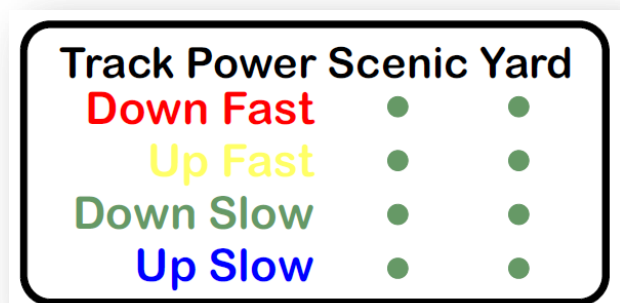 Track Power Scenic Yard
Down Fast
Up Fast
Down Slow
Up Slow